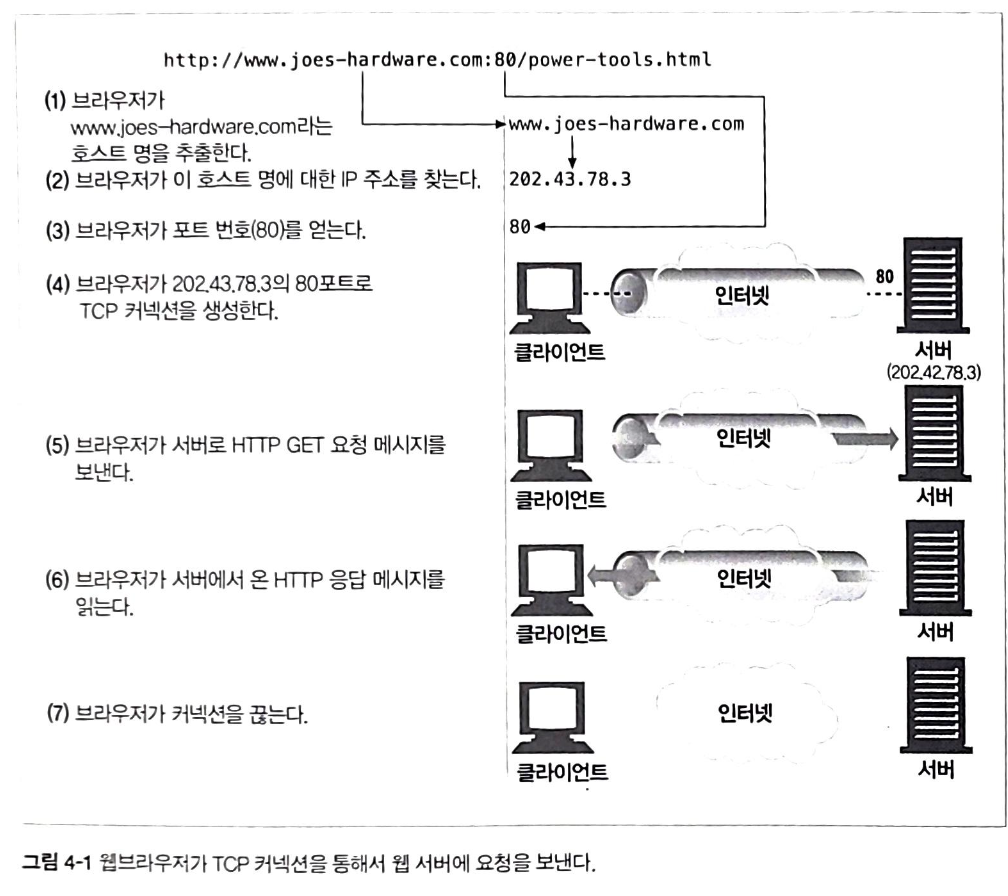 http://www.joes-hardware.com:80/power-tools.html
(1) 브라우저가
www.joes-hardware.com라는
호스트 명을 추출한다.
www.joes-hardware.com
(2) 브라우저가 이 호스트 명에 대한 IP 주소를 찾는다.
202.43.78.3
(3) 브라우저가 포트 번호(80)를 얻는다.
80
(4) 브라우저가 202.43.78.3의 80포트로
TCP 커넥션을 생성한다.
인터넷
80
클라이언트
서버
(202.42.78.3)
(5) 브라우저가 서버로 HTTP GET 요청 메시지를
보낸다.
인터넷
클라이언트
서버
(6) 브라우저가 서버에서 온 HTTP 응답 메시지를
읽는다.
인터넷
클라이언트
서버
(7) 브라우저가 커넥션을 끊는다.
인터넷
클라이언트
서버
그림 4-1 웹브라우저가 TCP 커넥션을 통해서 웹 서버에 요청을 보낸다.